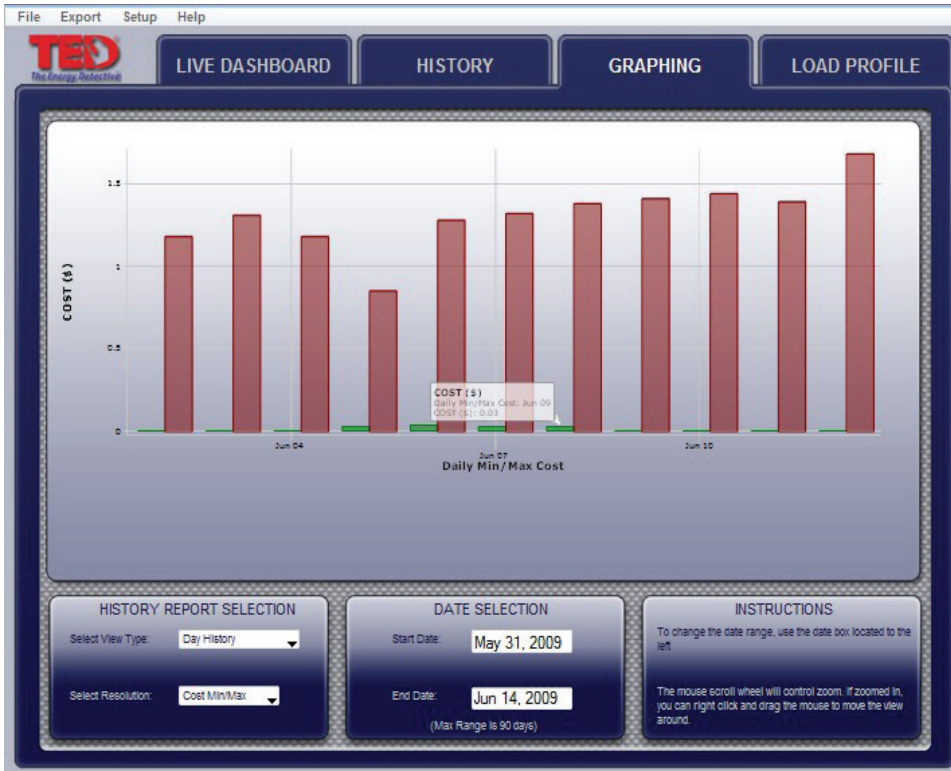 File Export Setup Help
TED
The Energy Detective
LIVE DASHBOARD
HISTORY
GRAPHING
LOAD PROFILE
1.5
1
0.5
0
COST ($)
COST ($)
Daily Min/Max Cost: Jun 09
COST ($): 0.03
Jun 04
Jun 07
Jun 10
Daily Min/Max Cost
HISTORY REPORT SELECTION
Select View Type:
Day History
Select Resolution:
Cost Min/Max
DATE SELECTION
Start Date:
May 31, 2009
End Date:
Jun 14, 2009
(Max Range is 90 days)
INSTRUCTIONS
To change the date range, use the date box located to the
left
The mouse scroll wheel will control zoom. If zoomed in,
you can right click and drag the mouse to move the view
around.